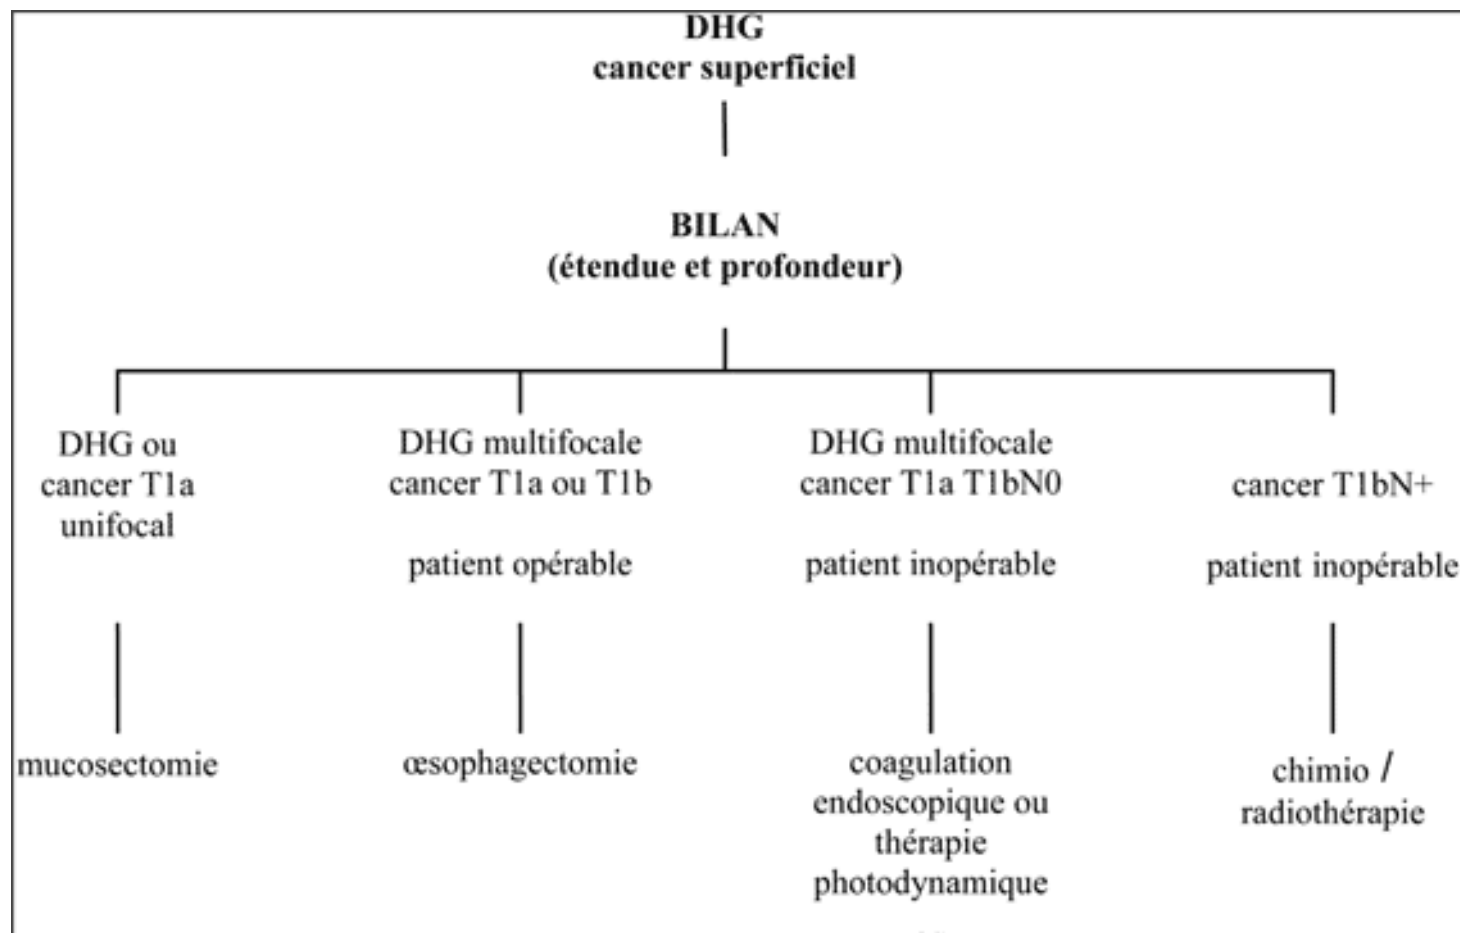 DHG
cancer superficiel
BILAN
(étendue et profondeur)
DHG ou
cancer T1a
unifocal
DHG multifocale
cancer T1a ou T1b
patient opérable
DHG multifocale
cancer T1a T1bN0
patient inopérable
cancer T1bN+
patient inopérable
mucosectomie
œsophagectomie
coagulation
endoscopique ou
thérapie
photodynamique
chimio /
radiothérapie